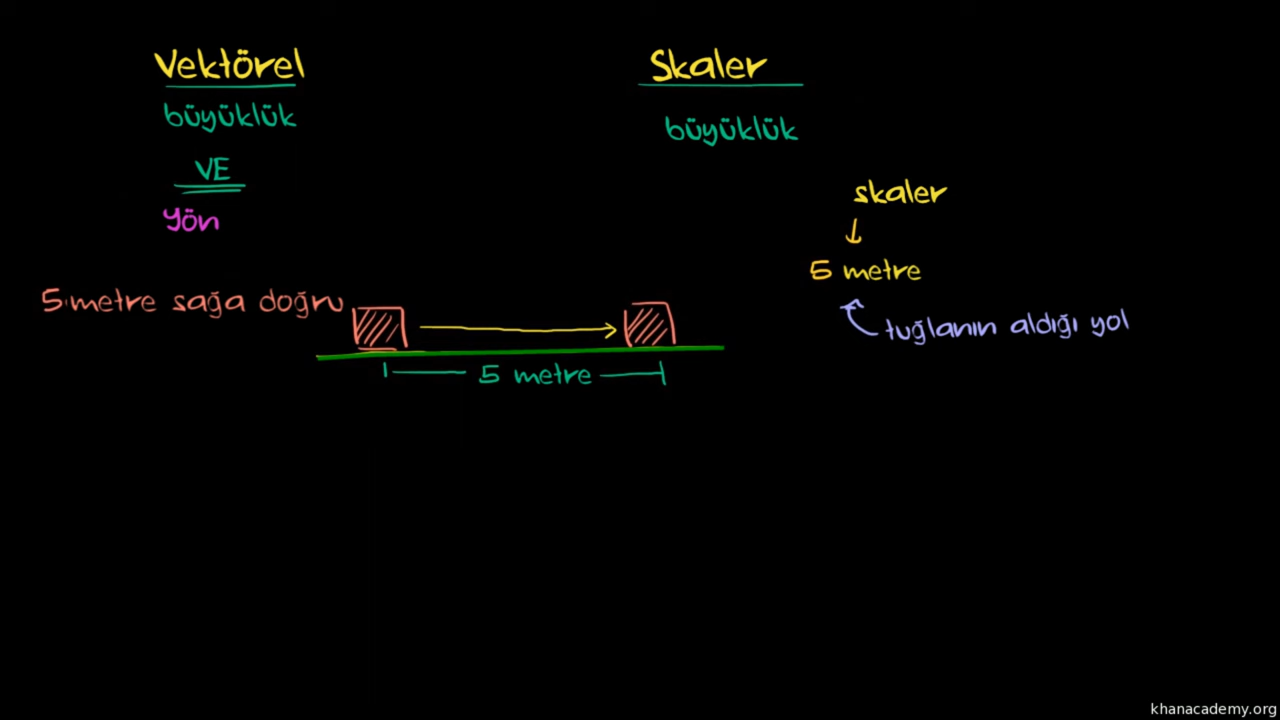 Vektörel
büyüklük
VE
yön
Skaler
büyüklük
skaler
5 metre
tuğlanın aldığı yol
5 metre sağa doğru
5 metre
khanacademy.org